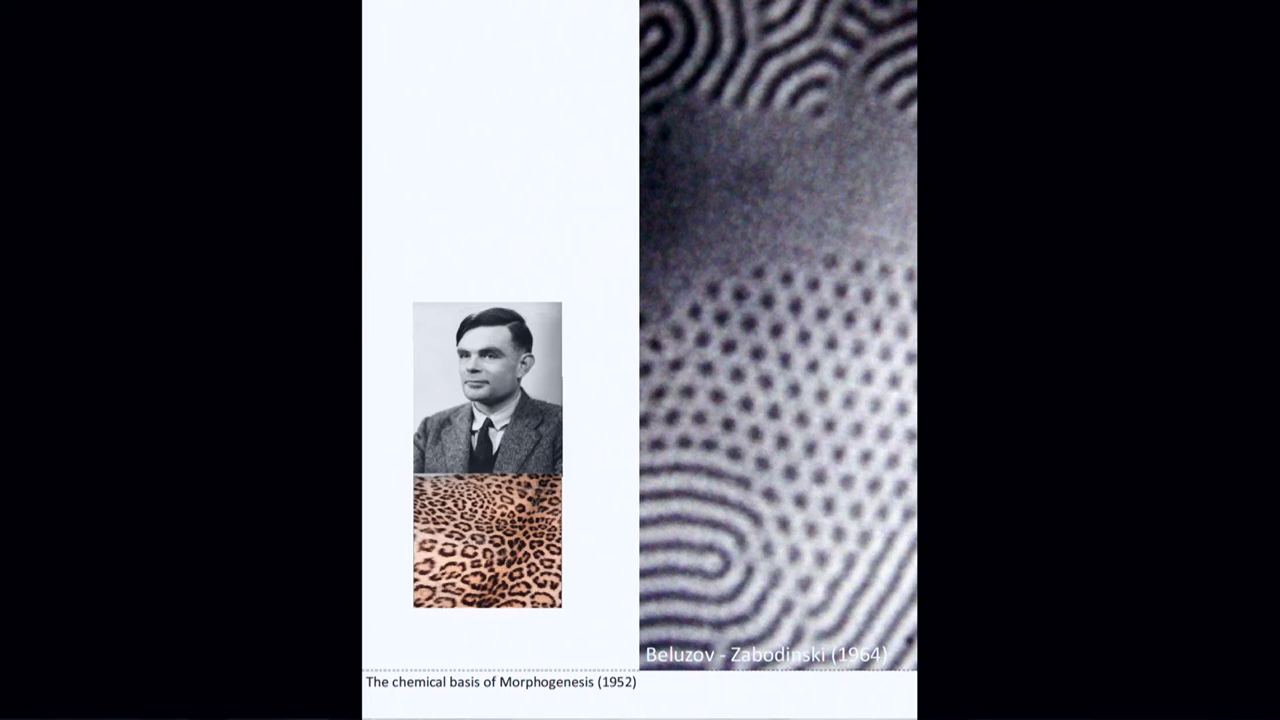 Beluzov - Zabodinski (1964)
The chemical basis of Morphogenesis (1952)